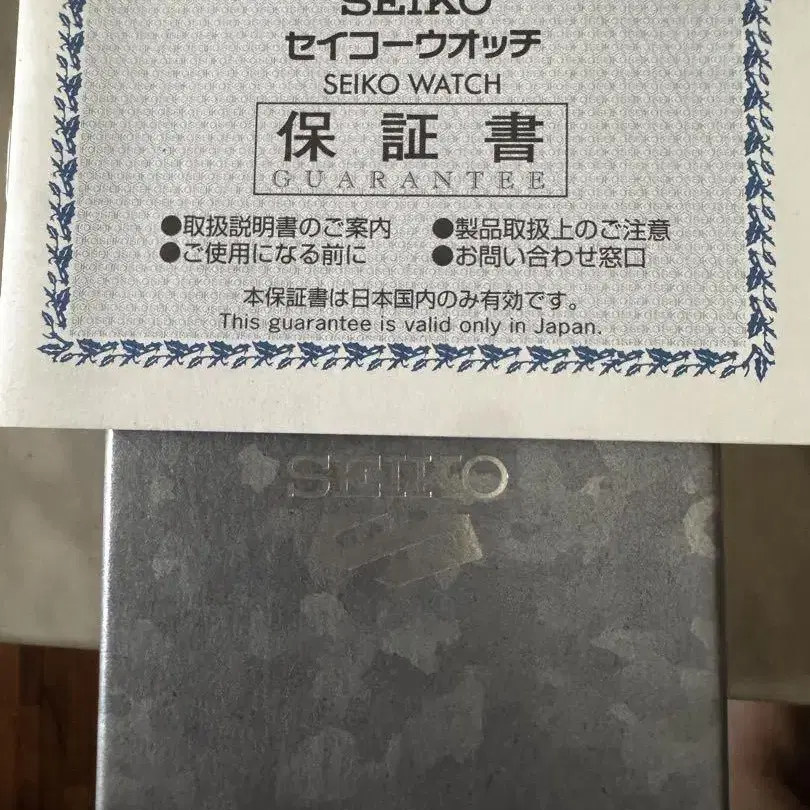 SEIKO
セイコーウオッチ
SEIKO WATCH
保証書
GUARANTEE
●取扱説明書のご案内 ●製品取扱上のご注意
●ご使用になる前に ●お問い合わせ窓口
本保証書は日本国内のみ有効です。
This guarantee is valid only in Japan.
SEIKO